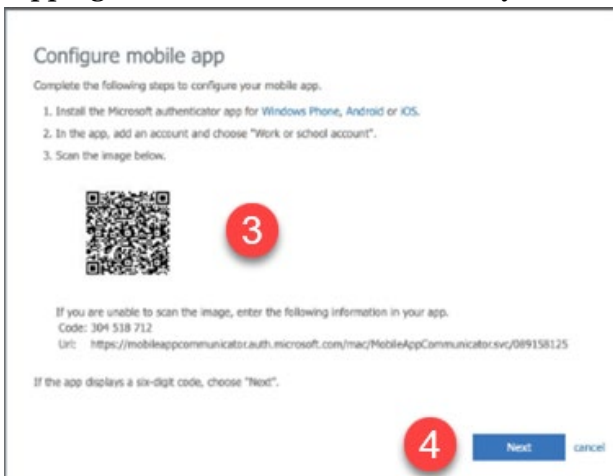 Configure mobile app
Complete the following steps to configure your mobile app.
1. Install the Microsoft authenticator app for Windows Phone, Android or iOS.
2. In the app, add an account and choose "Work or school account".
3. Scan the image below.
3
If you are unable to scan the image, enter the following information in your app.
Code: 304 518 712
Url: https://mobileappcommunicator.auth.microsoft.com/mac/MobileAppCommunicator.svc/089158125
If the app displays a six-digit code, choose "Next".
4 Next cancel